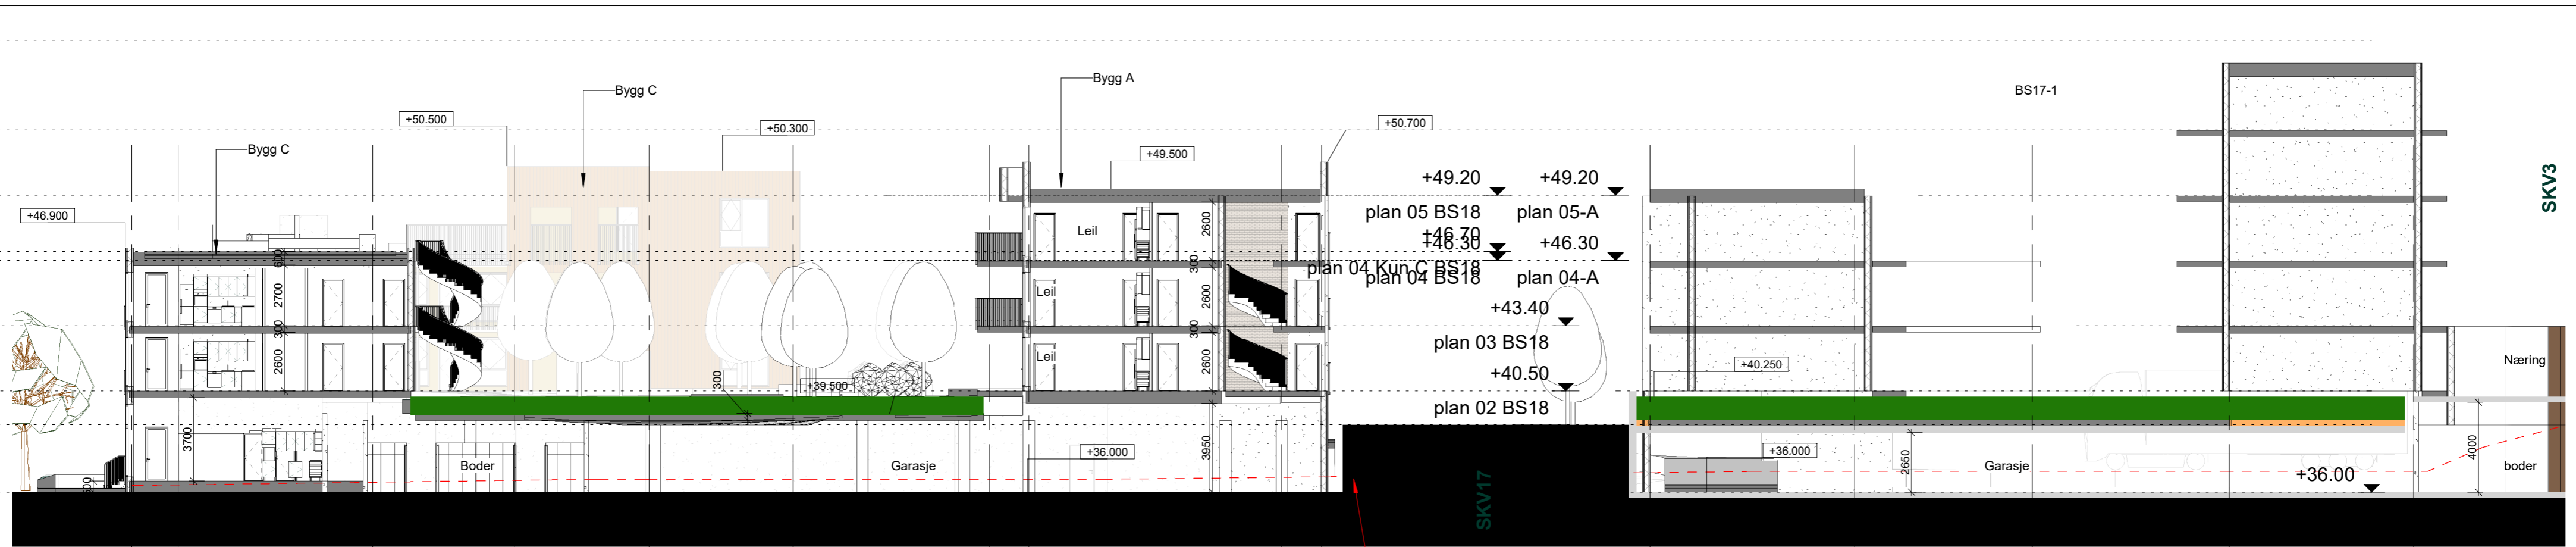 Bygg C
+50.500
Bygg C
+50.300
Bygg A
+49.500
+50.700
BS17-1
+46.900
+49.20
plan 05 BS18
+49.20
plan 05-A
+46.70
+46.30
plan 04 Kun C BS18
plan 04 BS18
+46.30
plan 04-A
+43.40
plan 03 BS18
+40.50
plan 02 BS18
600
2700
300
2600
3700
Boder
300
+39.500
Garasje
Leil
Leil
Leil
2600
300
2600
300
2600
3950
+36.000
SKV17
+40.250
+36.000
2650
Garasje
+36.00
4000
Næring
boder
SKV3